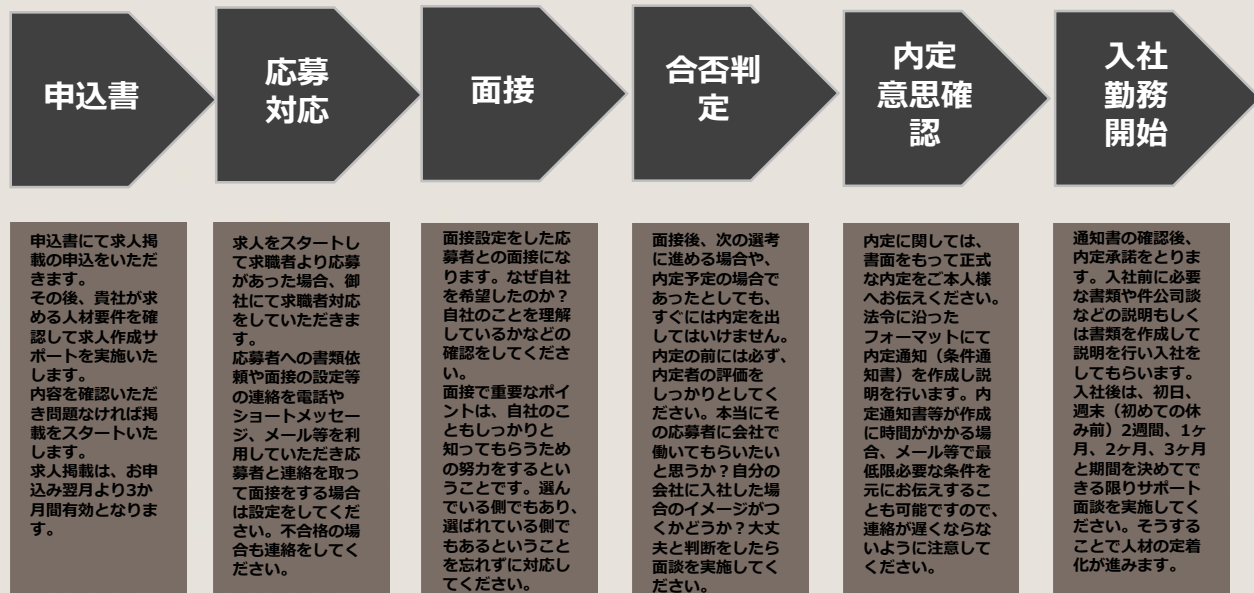 申込書
応募
対応
面接
合否判
定
内定
意思確
認
入社
勤務
開始
申込書にて求人掲
載の申込をいただ
きます。
その後、貴社が求
める人材要件を確
認して求人作成サ
ポートを実施いた
します。
内容を確認いただ
き問題なければ掲
載をスタートいた
します。
求人掲載は、お申
込み翌月より3か
月間有効となりま
す。
求人をスタートし
て求職者より応募
があった場合、御
社にて求職者対応
をしていただきま
す。
応募者への書類依
頼や面接の設定等
の連絡を電話や
ショートメッセー
ジ、メール等を利
用していただき応
募者と連絡を取っ
て面接をする場合
は設定をしてくだ
さい。不合格の場
合も連絡をしてく
ださい。
面接設定をした応
募者との面接にな
ります。なぜ自社
を希望したのか？
自社のことを理解
しているかなどの
確認をしてくださ
い。
面接で重要なポイ
ントは、自社のこ
ともしっかりと
知ってもらうため
の努力をするとい
うことです。選ん
でいる側でもあり、
選ばれている側で
もあるということ
を忘れずに対応し
てください。
面接後、次の選考
に進める場合や、
内定予定の場合で
あったとしても、
すぐには内定を出
してはいけません。
内定の前には必ず、
内定者の評価を
しっかりとしてく
ださい。本当にそ
の応募者に会社で
働いてもらいたい
と思うか？自分の
会社に入社した場
合のイメージがつ
くかどうか？大丈
夫と判断をしたら
面談を実施してく
ださい。
内定に関しては、
書面をもって正式
な内定をご本人様
へお伝えください。
法令に沿った
フォーマットにて
内定通知（条件通
知書）を作成し説
明を行います。内
定通知書等が作成
に時間がかかる場
合、メール等で最
低限必要な条件を
元にお伝えするこ
とも可能ですので、
連絡が遅くならな
いように注意して
ください。
通知書の確認後、
内定承諾をとりま
す。入社前に必要
な書類や件公司談
などの説明もしく
は書類を作成して
説明を行い入社を
してもらいます。
入社後は、初日、
週末（初めての休
み前）2週間、1ヶ
月、2ヶ月、3ヶ月
と期間を決めてで
きる限りサポート
面談を実施してく
ださい。そうする
ことで人材の定着
化が進みます。